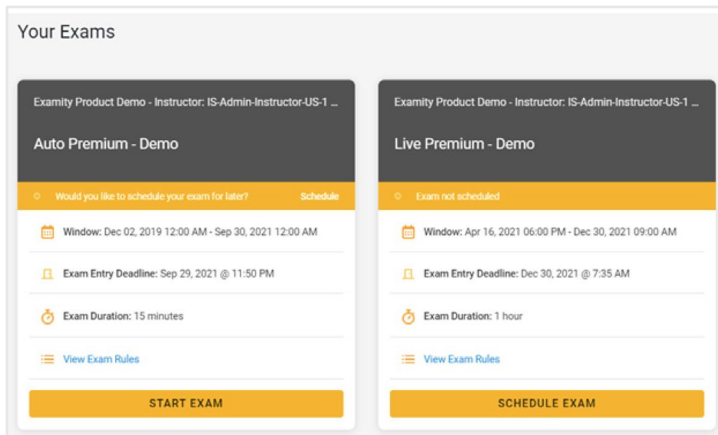 Your Exams
Examity Product Demo - Instructor: IS-Admin-Instructor-US-1 ...
Auto Premium - Demo
Would you like to schedule your exam for later? Schedule
Window: Dec 02, 2019 12:00 AM - Sep 30, 2021 12:00 AM
Exam Entry Deadline: Sep 29, 2021 @ 11:50 PM
Exam Duration: 15 minutes
View Exam Rules
START EXAM
Examity Product Demo - Instructor: IS-Admin-Instructor-US-1 ...
Live Premium - Demo
Exam not scheduled
Window: Apr 16, 2021 06:00 PM - Dec 30, 2021 09:00 AM
Exam Entry Deadline: Dec 30, 2021 @ 7:35 AM
Exam Duration: 1 hour
View Exam Rules
SCHEDULE EXAM